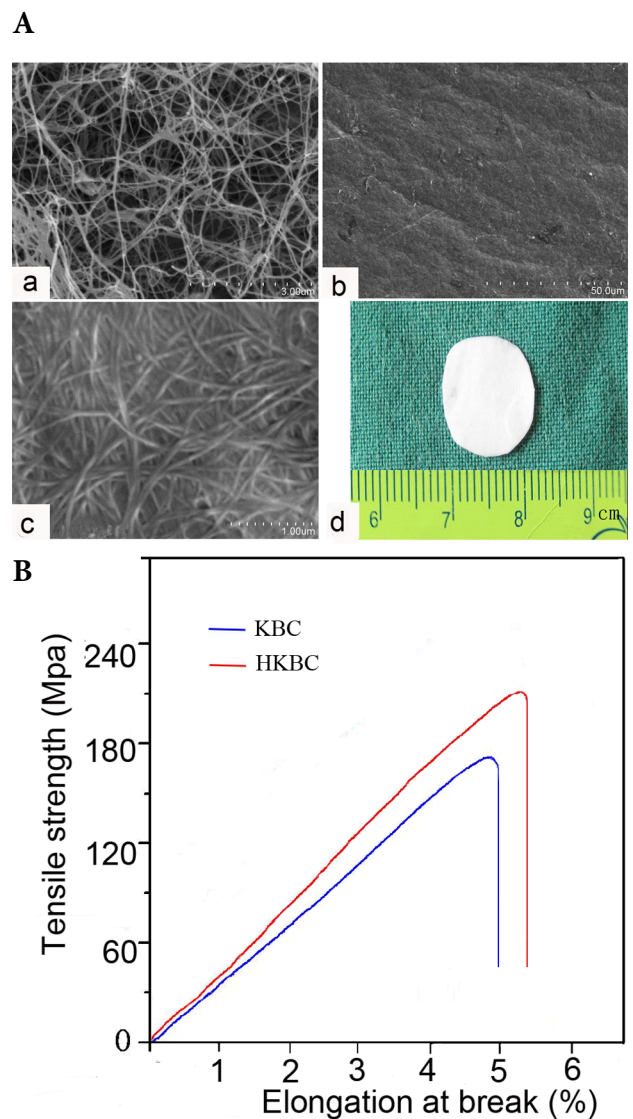 A
a
3.00um
b
50.0um
c
1.00um
d
6 7 8 9 cm
B
KBC
HKBC
240
180
120
60
0
Tensile strength (Mpa)
1 2 3 4 5 6
Elongation at break (%)